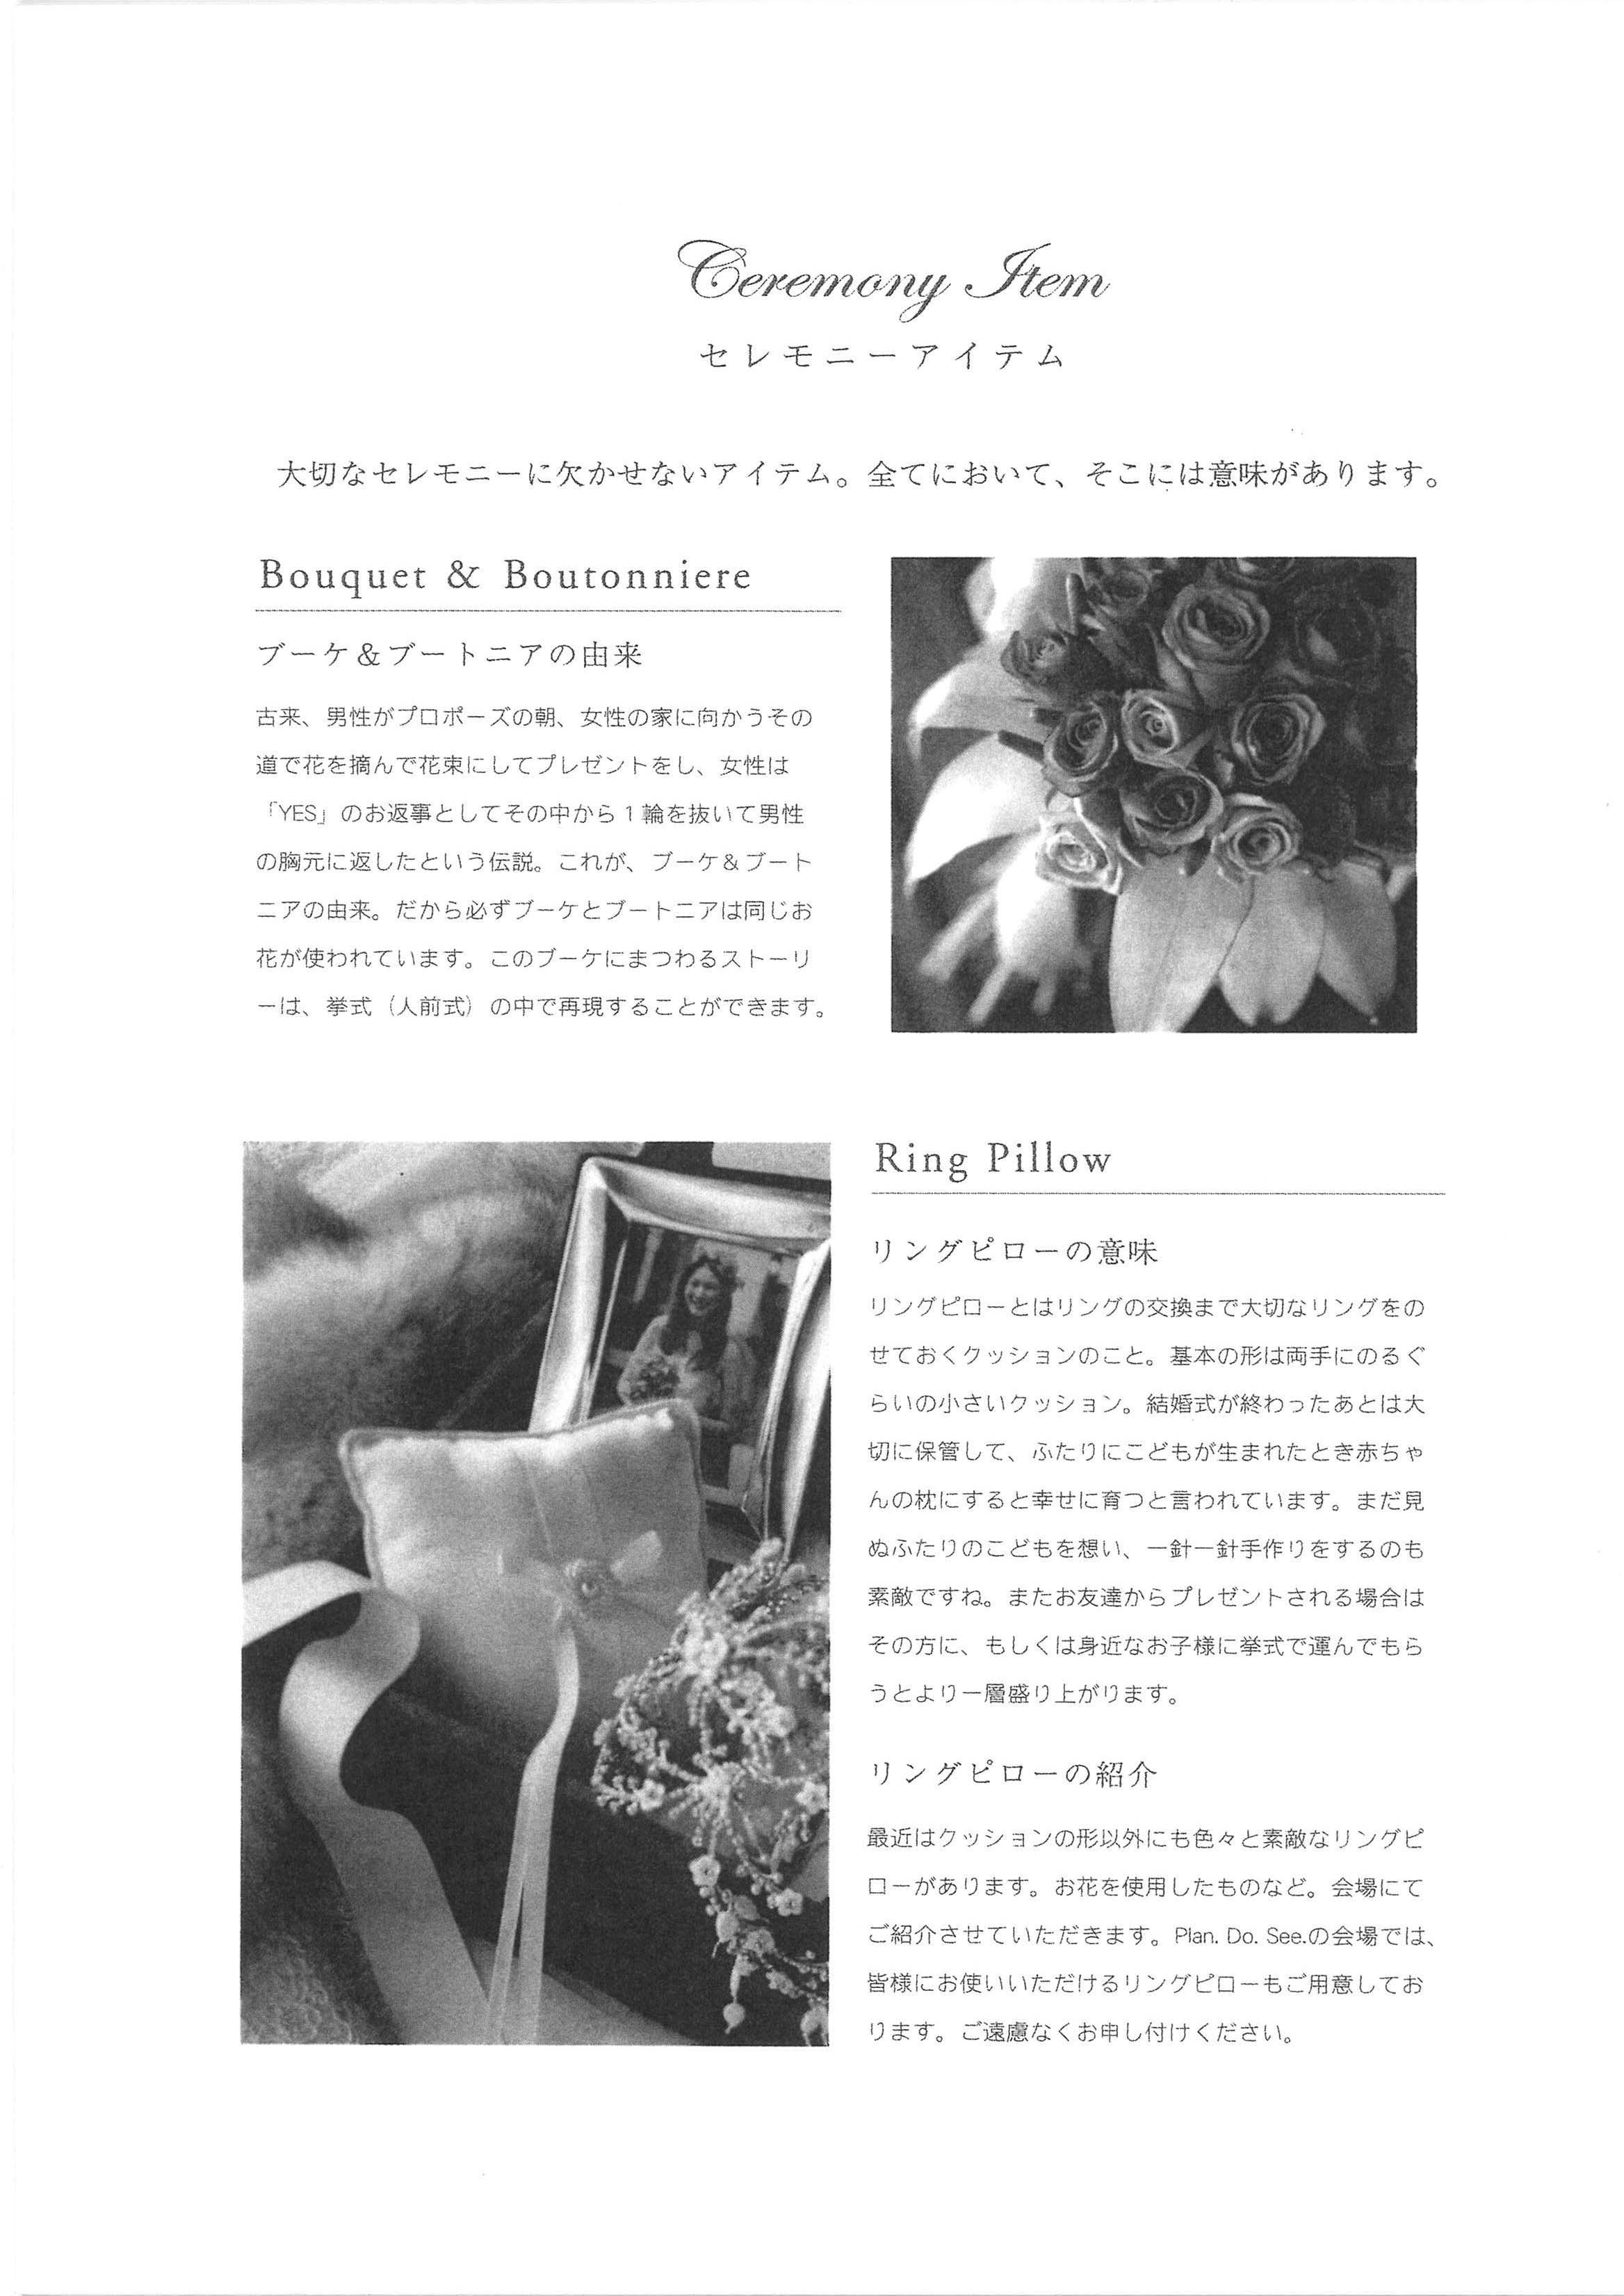 Ceremony Item
セレモニーアイテム
大切なセレモニーに欠かせないアイテム。全てにおいて、そこには意味があります。
Bouquet & Boutonniere
ブーケ&ブートニアの由来
古来、男性がプロポーズの朝、女性の家に向かうその
道で花を摘んで花束にしてプレゼントをし、女性は
「YES」のお返事としてその中から1輪を抜いて男性
の胸元に返したという伝説。これが、ブーケ&ブート
ニアの由来。だから必ずブーケとブートニアは同じお
花が使われています。このブーケにまつわるストーリ
ーは、挙式（人前式）の中で再現することができます。
Ring Pillow
リングピローの意味
リングピローとはリングの交換まで大切なリングをの
せておくクッションのこと。基本の形は両手にのるぐ
らいの小さいクッション。結婚式が終わったあとは大
切に保管して、ふたりにこどもが生まれたとき赤ちゃ
んの枕にすると幸せに育つと言われています。まだ見
ぬふたりのこどもを想い、一針一針手作りをするのも
素敵ですね。またお友達からプレゼントされる場合は
その方に、もしくは身近なお子様に挙式で運んでもら
うとより一層盛り上がります。
リングピローの紹介
最近はクッションの形以外にも色々と素敵なリングピ
ローがあります。お花を使用したものなど。会場にて
ご紹介させていただきます。Plan. Do. See.の会場では、
皆様にお使いいただけるリングピローもご用意してお
ります。ご遠慮なくお申し付けください。